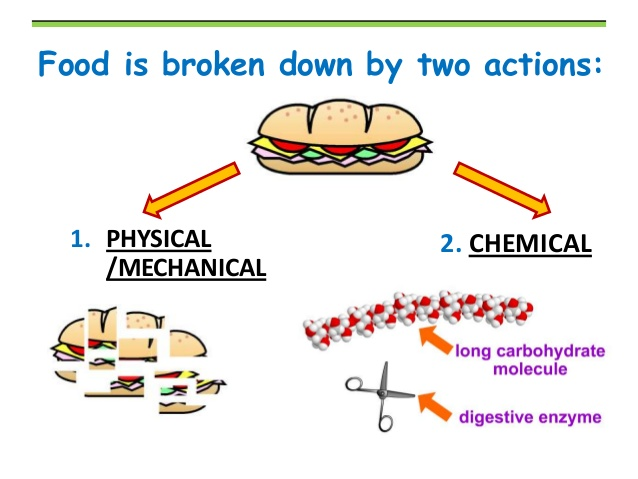 Food is broken down by two actions:
1. PHYSICAL
/MECHANICAL
2. CHEMICAL
long carbohydrate
molecule
digestive enzyme